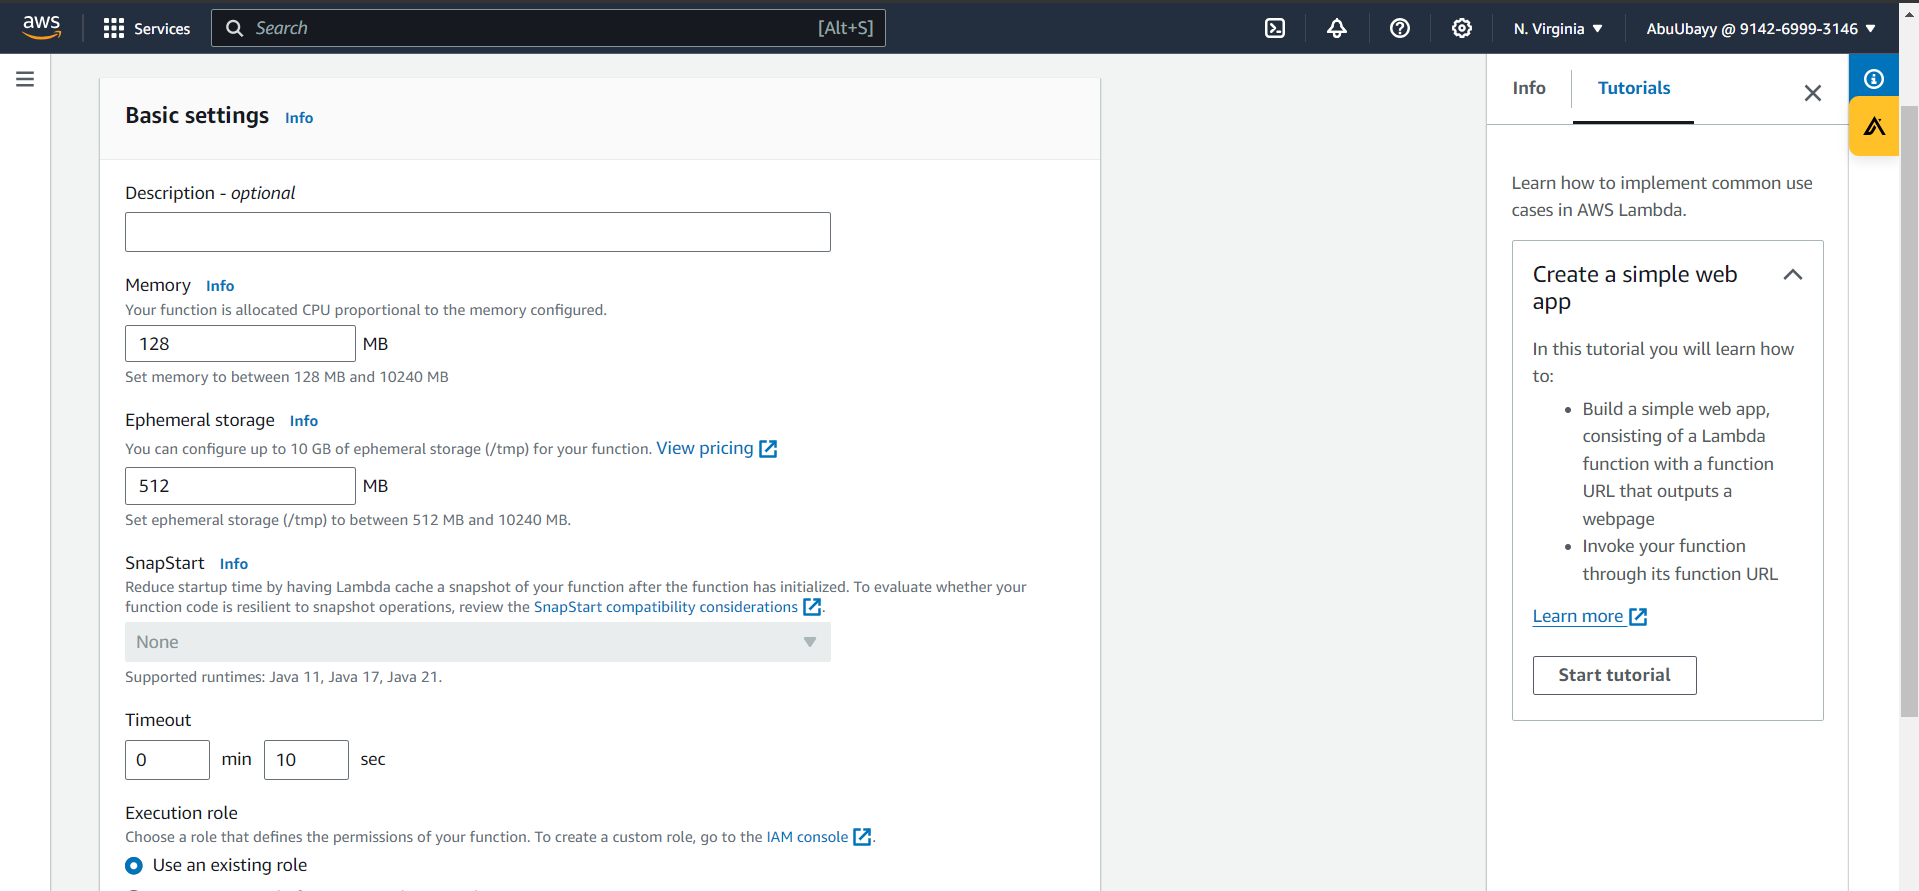 aws
Services
Search
[Alt+S]
N. Virginia
AbuUbayy @ 9142-6999-3146
Basic settings Info
Description - optional
Memory Info
Your function is allocated CPU proportional to the memory configured.
128 MB
Set memory to between 128 MB and 10240 MB
Ephemeral storage Info
You can configure up to 10 GB of ephemeral storage (/tmp) for your function. View pricing
512 MB
Set ephemeral storage (/tmp) to between 512 MB and 10240 MB.
SnapStart Info
Reduce startup time by having Lambda cache a snapshot of your function after the function has initialized. To evaluate whether your
function code is resilient to snapshot operations, review the SnapStart compatibility considerations .
None
Supported runtimes: Java 11, Java 17, Java 21.
Timeout
0 min 10 sec
Execution role
Choose a role that defines the permissions of your function. To create a custom role, go to the IAM console .
Use an existing role
Info
Tutorials
Learn how to implement common use
cases in AWS Lambda.
Create a simple web
app
In this tutorial you will learn how
to:
• Build a simple web app,
consisting of a Lambda
function with a function
URL that outputs a
webpage
• Invoke your function
through its function URL
Learn more
Start tutorial